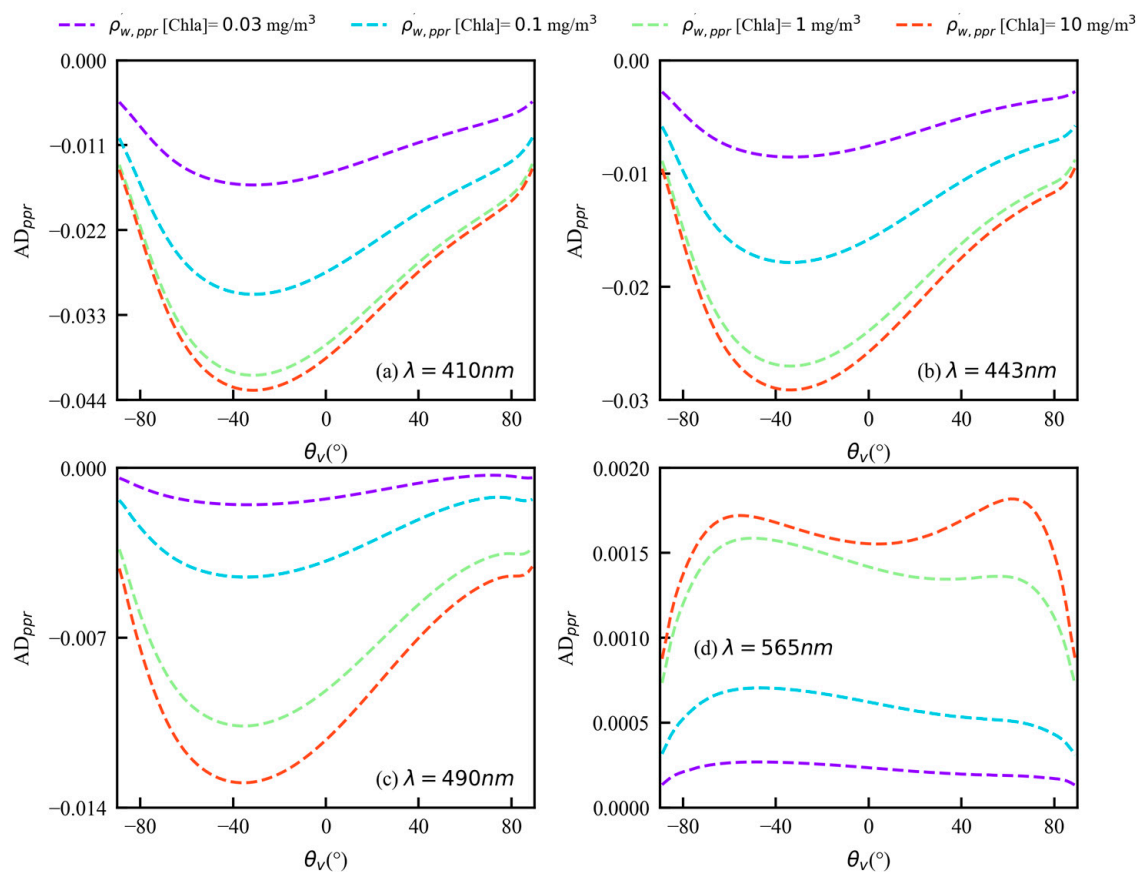 ρ′w,ppr [Chla]= 0.03 mg/m³ ρ′w,ppr [Chla]= 0.1 mg/m³ ρ′w,ppr [Chla]= 1 mg/m³ ρ′w,ppr [Chla]= 10 mg/m³
0.000
−0.011
−0.022
−0.033
−0.044
ADppr
(a) λ = 410nm
−80 −40 0 40 80
θv(°)
0.00
−0.01
−0.02
−0.03
ADppr
(b) λ = 443nm
−80 −40 0 40 80
θv(°)
0.000
−0.007
−0.014
ADppr
(c) λ = 490nm
−80 −40 0 40 80
θv(°)
0.0020
0.0015
0.0010
0.0005
0.0000
ADppr
(d) λ = 565nm
−80 −40 0 40 80
θv(°)